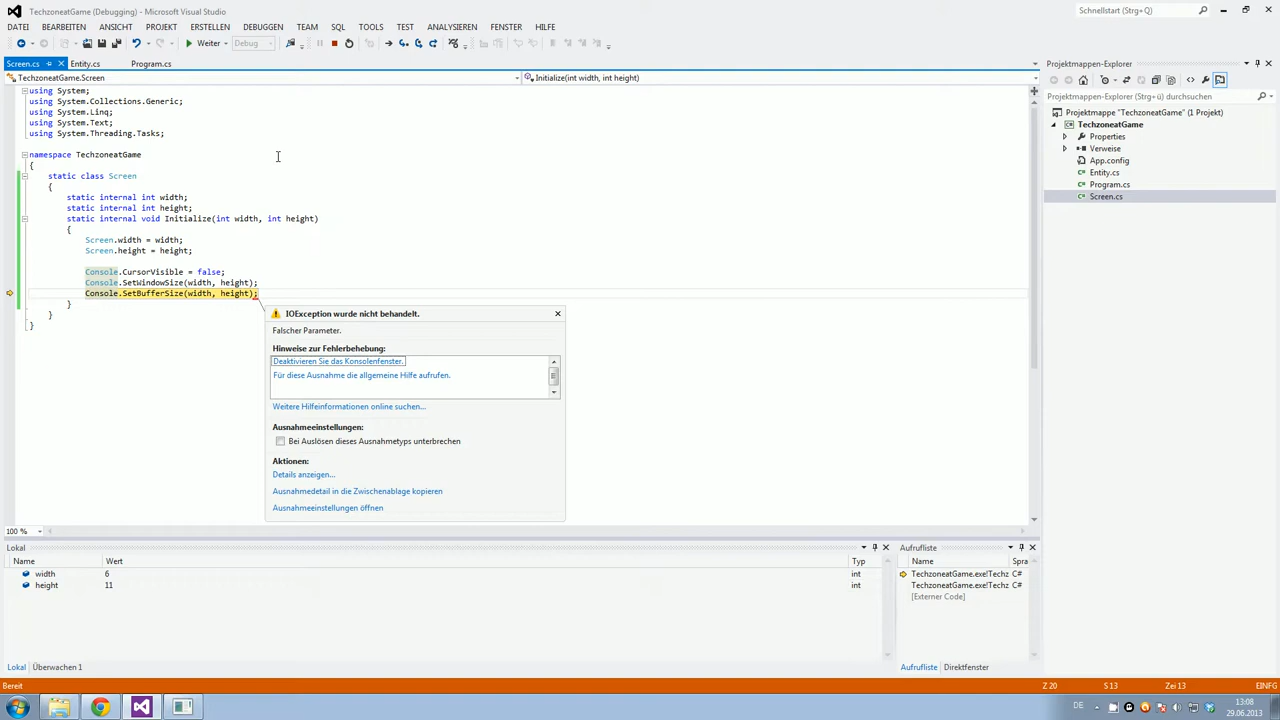 TechzoneatGame (Debugging) - Microsoft Visual Studio
Schnellstart (Strg+Q)
DATEI BEARBEITEN ANSICHT PROJEKT ERSTELLEN DEBUGGEN TEAM SQL TOOLS TEST ANALYSIEREN FENSTER HILFE
Weiter Debug
Screen.cs Entity.cs Program.cs
TechzoneatGame.Screen
Initialize(int width, int height)
using System;
using System.Collections.Generic;
using System.Linq;
using System.Text;
using System.Threading.Tasks;
namespace TechzoneatGame
{
static class Screen
{
static internal int width;
static internal int height;
static internal void Initialize(int width, int height)
{
Screen.width = width;
Screen.height = height;
Console.CursorVisible = false;
Console.SetWindowSize(width, height);
Console.SetBufferSize(width, height);
}
}
}
IOException wurde nicht behandelt.
Falscher Parameter.
Hinweise zur Fehlerbehebung:
Deaktivieren Sie das Konsolenfenster.
Für diese Ausnahme die allgemeine Hilfe aufrufen.
Weitere Hilfeinformationen online suchen...
Ausnahmeeinstellungen:
Bei Auslösen dieses Ausnahmetyps unterbrechen
Aktionen:
Details anzeigen...
Ausnahmedetail in die Zwischenablage kopieren
Ausnahmeeinstellungen öffnen
Projektmappen-Explorer
Projektmappen-Explorer (Strg+ü) durchsuchen
Projektmappe "TechzoneatGame" (1 Projekt)
TechzoneatGame
Properties
Verweise
App.config
Entity.cs
Program.cs
Screen.cs
100 %
Lokal
Name Wert Typ
width 6 int
height 11 int
Lokal Überwachen 1
Aufrufliste
Name Spra
TechzoneatGame.exe!Techz C#
TechzoneatGame.exe!Techz C#
[Externer Code]
Aufrufliste Direktfenster
Bereit Z 20 S 13 Zei 13 EINFG
DE
13:08
29.06.2013